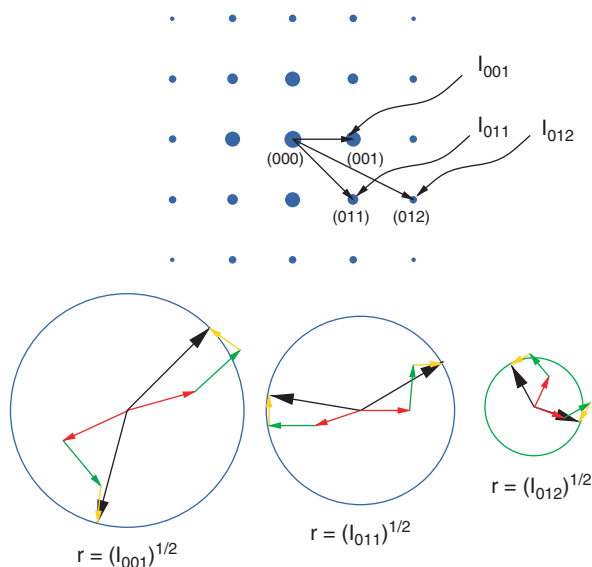 I001
I011
I012
(000)
(001)
(011)
(012)
r = (I001)1/2
r = (I011)1/2
r = (I012)1/2